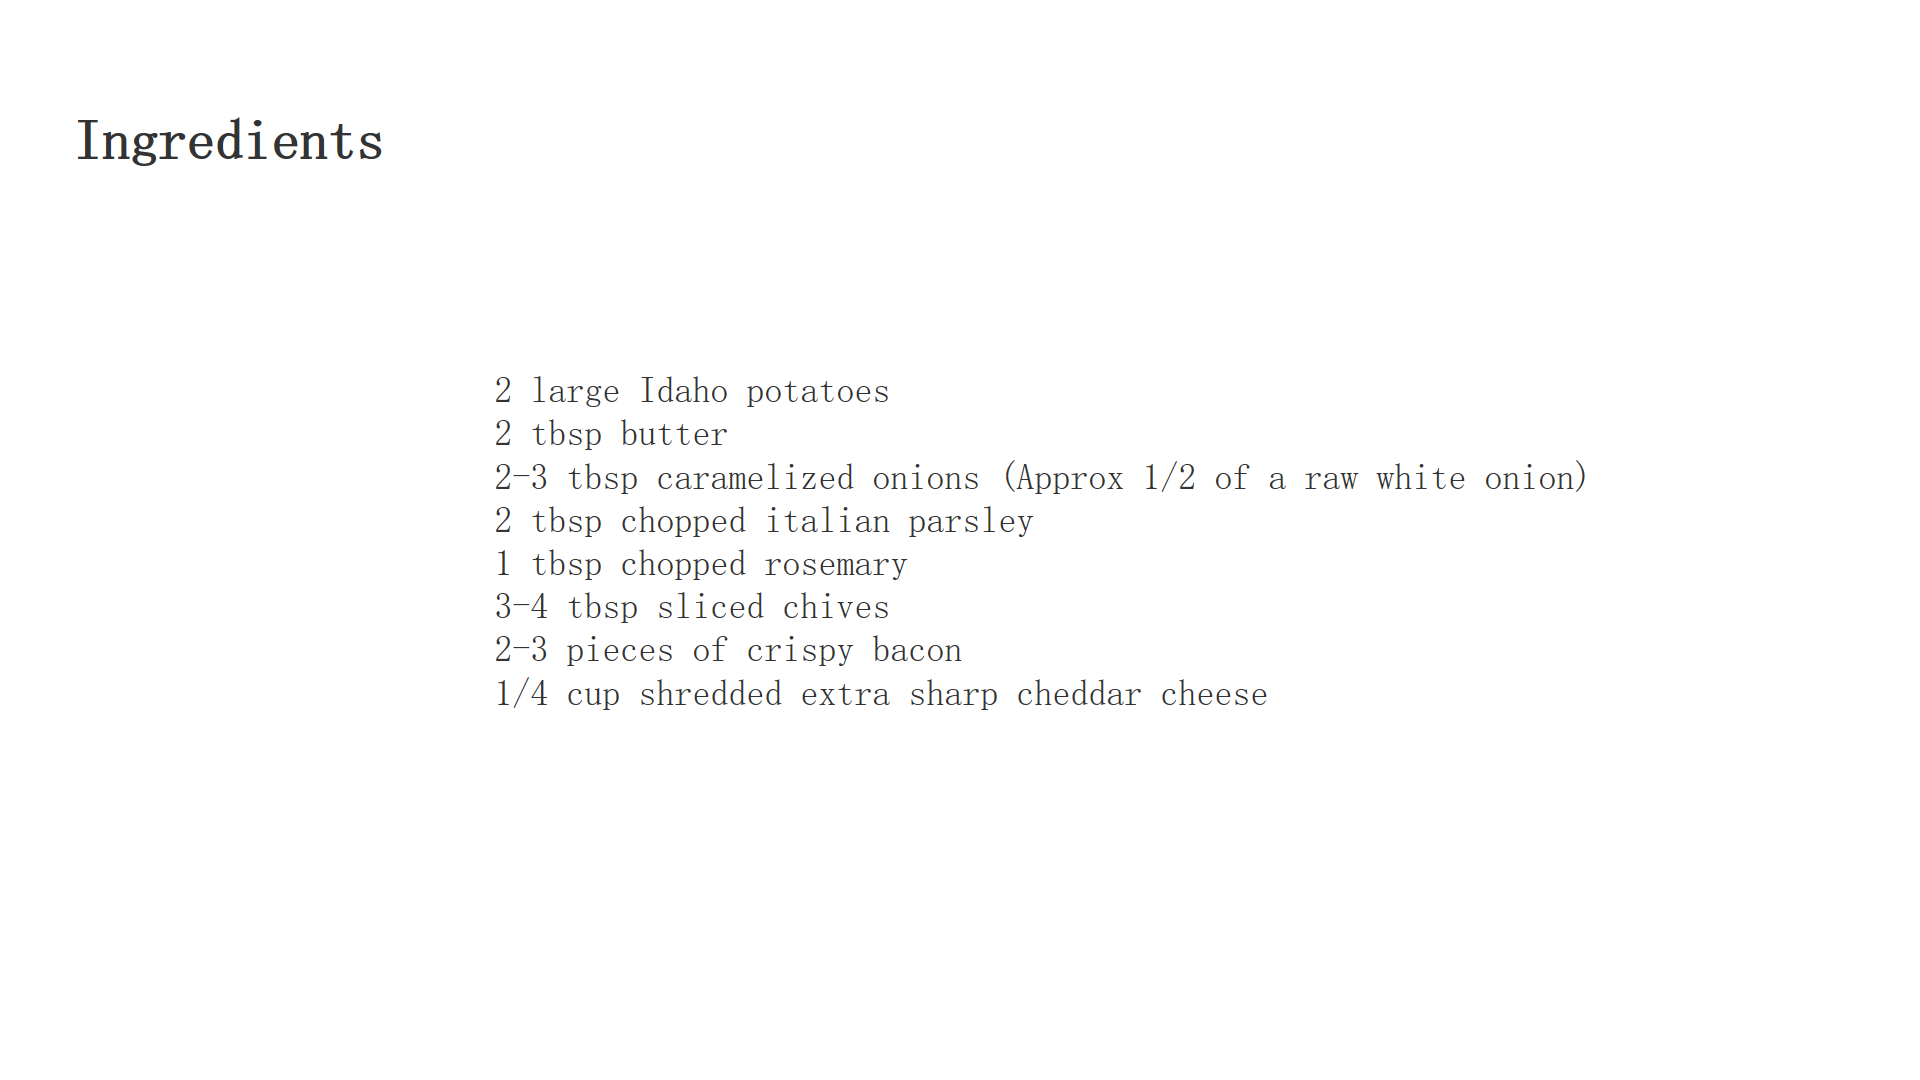 Ingredients
2 large Idaho potatoes
2 tbsp butter
2-3 tbsp caramelized onions (Approx 1/2 of a raw white onion)
2 tbsp chopped italian parsley
1 tbsp chopped rosemary
3-4 tbsp sliced chives
2-3 pieces of crispy bacon
1/4 cup shredded extra sharp cheddar cheese